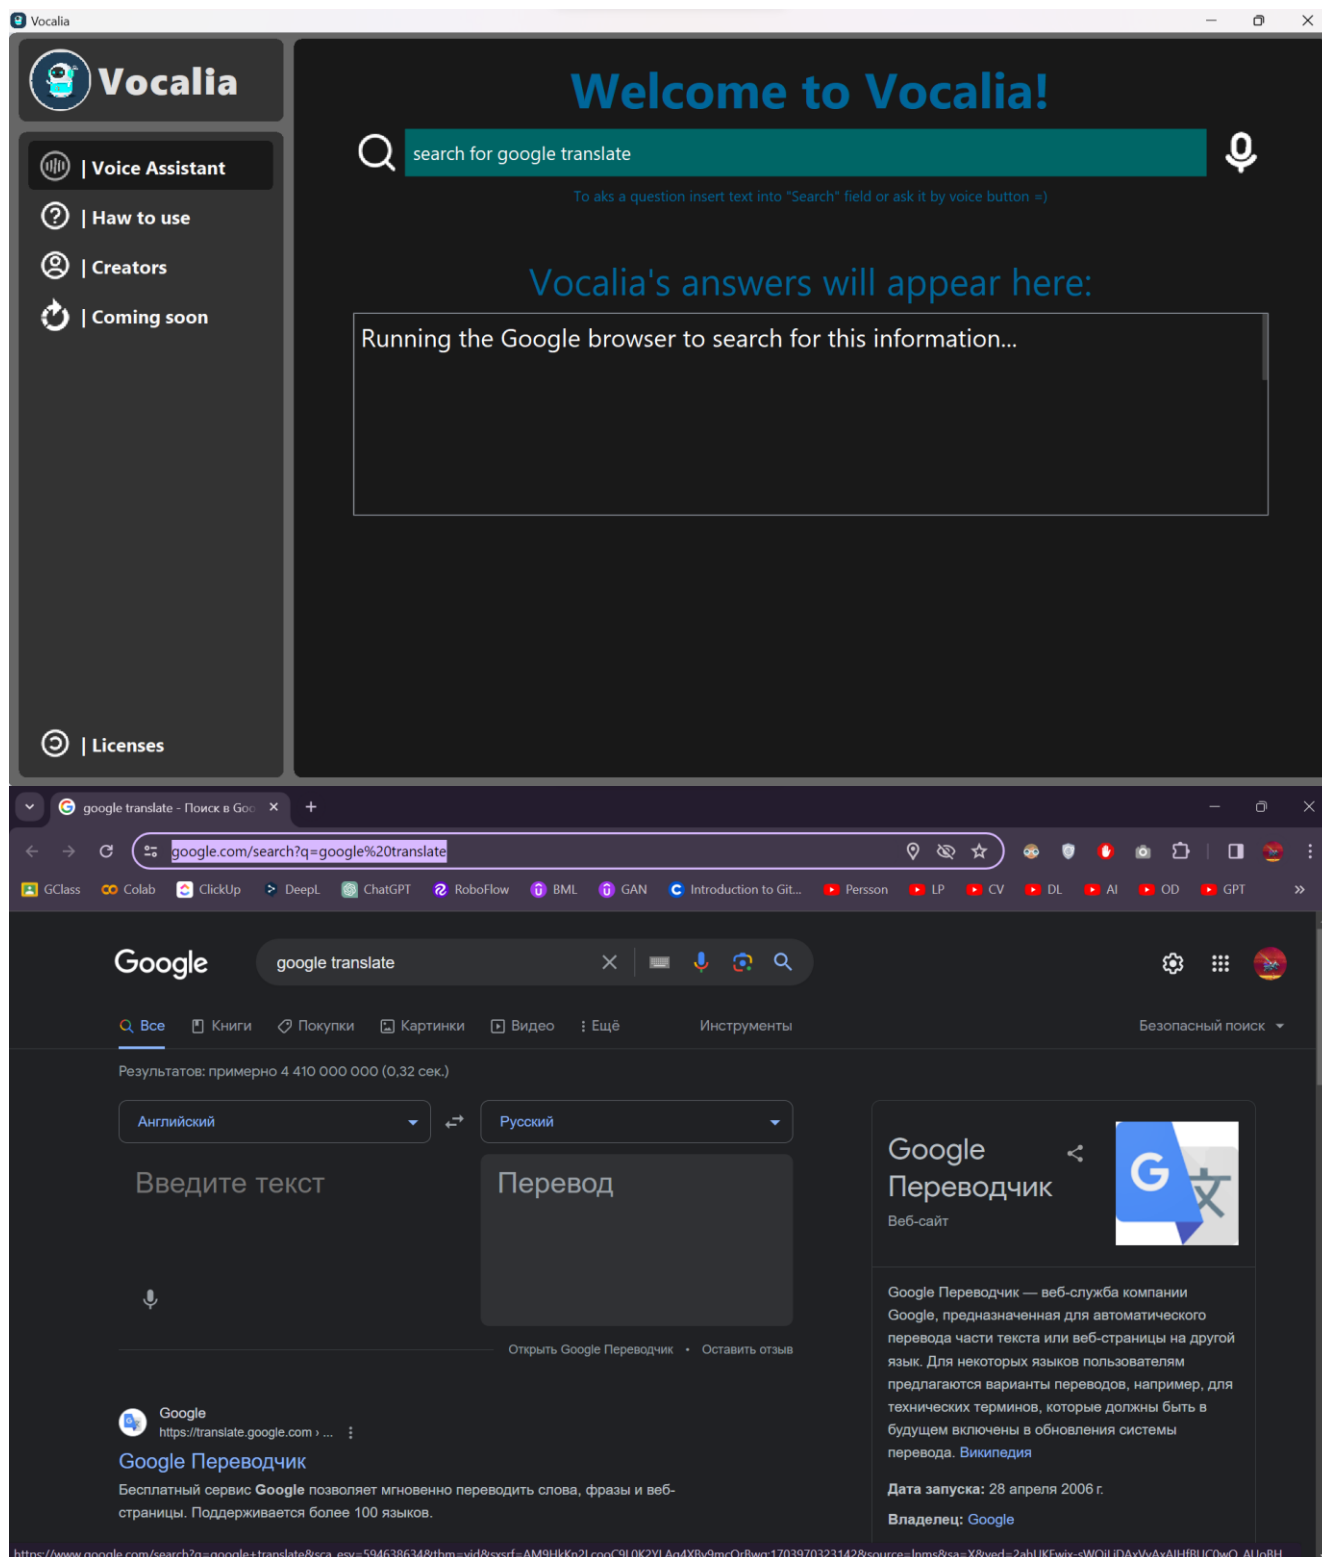 Vocalia
Vocalia
| Voice Assistant
| Haw to use
| Creators
| Coming soon
| Licenses
Welcome to Vocalia!
search for google translate
To aks a question insert text into "Search" field or ask it by voice button =)
Vocalia's answers will appear here:
Running the Google browser to search for this information...
google translate - Поиск в Goo
google.com/search?q=google%20translate
GClass Colab ClickUp DeepL ChatGPT RoboFlow BML GAN Introduction to Git... Persson LP CV DL AI OD GPT
Google google translate
Все Книги Покупки Картинки Видео Ещё Инструменты Безопасный поиск
Результатов: примерно 4 410 000 000 (0,32 сек.)
Английский Русский
Введите текст Перевод
Открыть Google Переводчик • Оставить отзыв
Google
https://translate.google.com › ...
Google Переводчик
Бесплатный сервис Google позволяет мгновенно переводить слова, фразы и веб-
страницы. Поддерживается более 100 языков.
Google
Переводчик
Веб-сайт
Google Переводчик — веб-служба компании
Google, предназначенная для автоматического
перевода части текста или веб-страницы на другой
язык. Для некоторых языков пользователям
предлагаются варианты переводов, например, для
технических терминов, которые должны быть в
будущем включены в обновления системы
перевода. Википедия
Дата запуска: 28 апреля 2006 г.
Владелец: Google